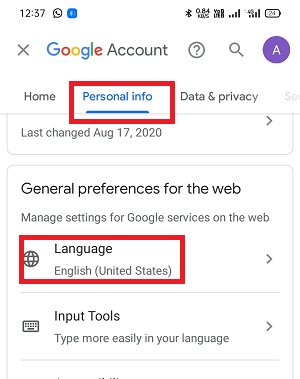 12:37 0.84 KB/S VoWiFi 4G 24
Google Account A
Home Personal info Data & privacy Se
Last changed Aug 17, 2020
General preferences for the web
Manage settings for Google services on the web
Language
English (United States)
Input Tools
Type more easily in your language